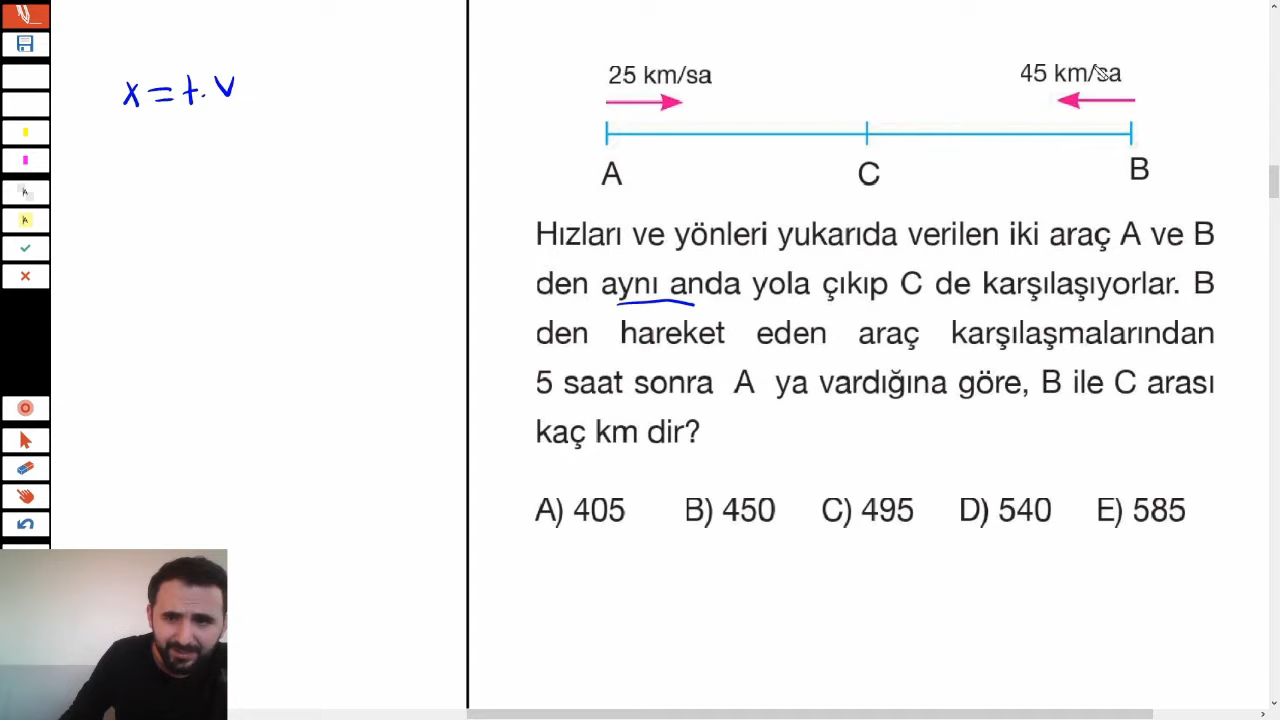 x = t. v
25 km/sa
45 km/sa
A
C
B
Hızları ve yönleri yukarıda verilen iki araç A ve B
den aynı anda yola çıkıp C de karşılaşıyorlar. B
den hareket eden araç karşılaşmalarından
5 saat sonra A ya vardığına göre, B ile C arası
kaç km dir?
A) 405 B) 450 C) 495 D) 540 E) 585